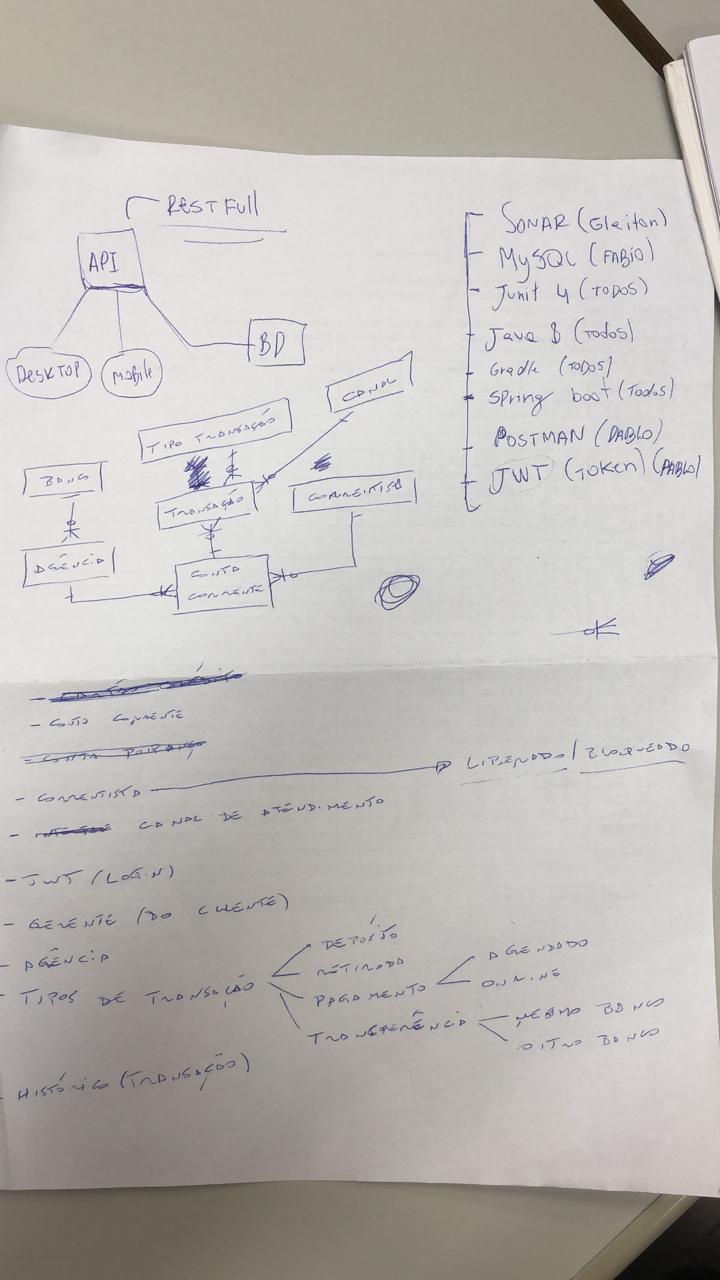 RESTFull
API
DESKTOP
Mobile
BD
SONAR (Gleiton)
MySQL (FABIO)
Junit 4 (TODOS)
Java 8 (Todos)
Gradle (TODOS)
Spring boot (Todos)
POSTMAN (PABLO)
JWT (TOKEN) (PABLO)
CANAL
TIPO TRANSAÇÃO
BANCO
TRANSAÇÃO
CORRENTISTA
AGÊNCIA
CONTA
CORRENTE
- CONTA CORRENTE
- CONTA POUPANÇA
- CORRENTISTA
LIBERADO / BLOQUEADO
- CANAL DE ATENDIMENTO
- JWT / LOGIN)
- GERENTE (DO CLIENTE)
- AGÊNCIA
- TIPOS DE TRANSAÇÃO
DEPÓSITO
RETIRADA
PAGAMENTO
AGENDADO
ONLINE
TRANSFERÊNCIA
MESMO BANCO
OUTRO BANCO
- HISTÓRICO (TRANSAÇÃO)